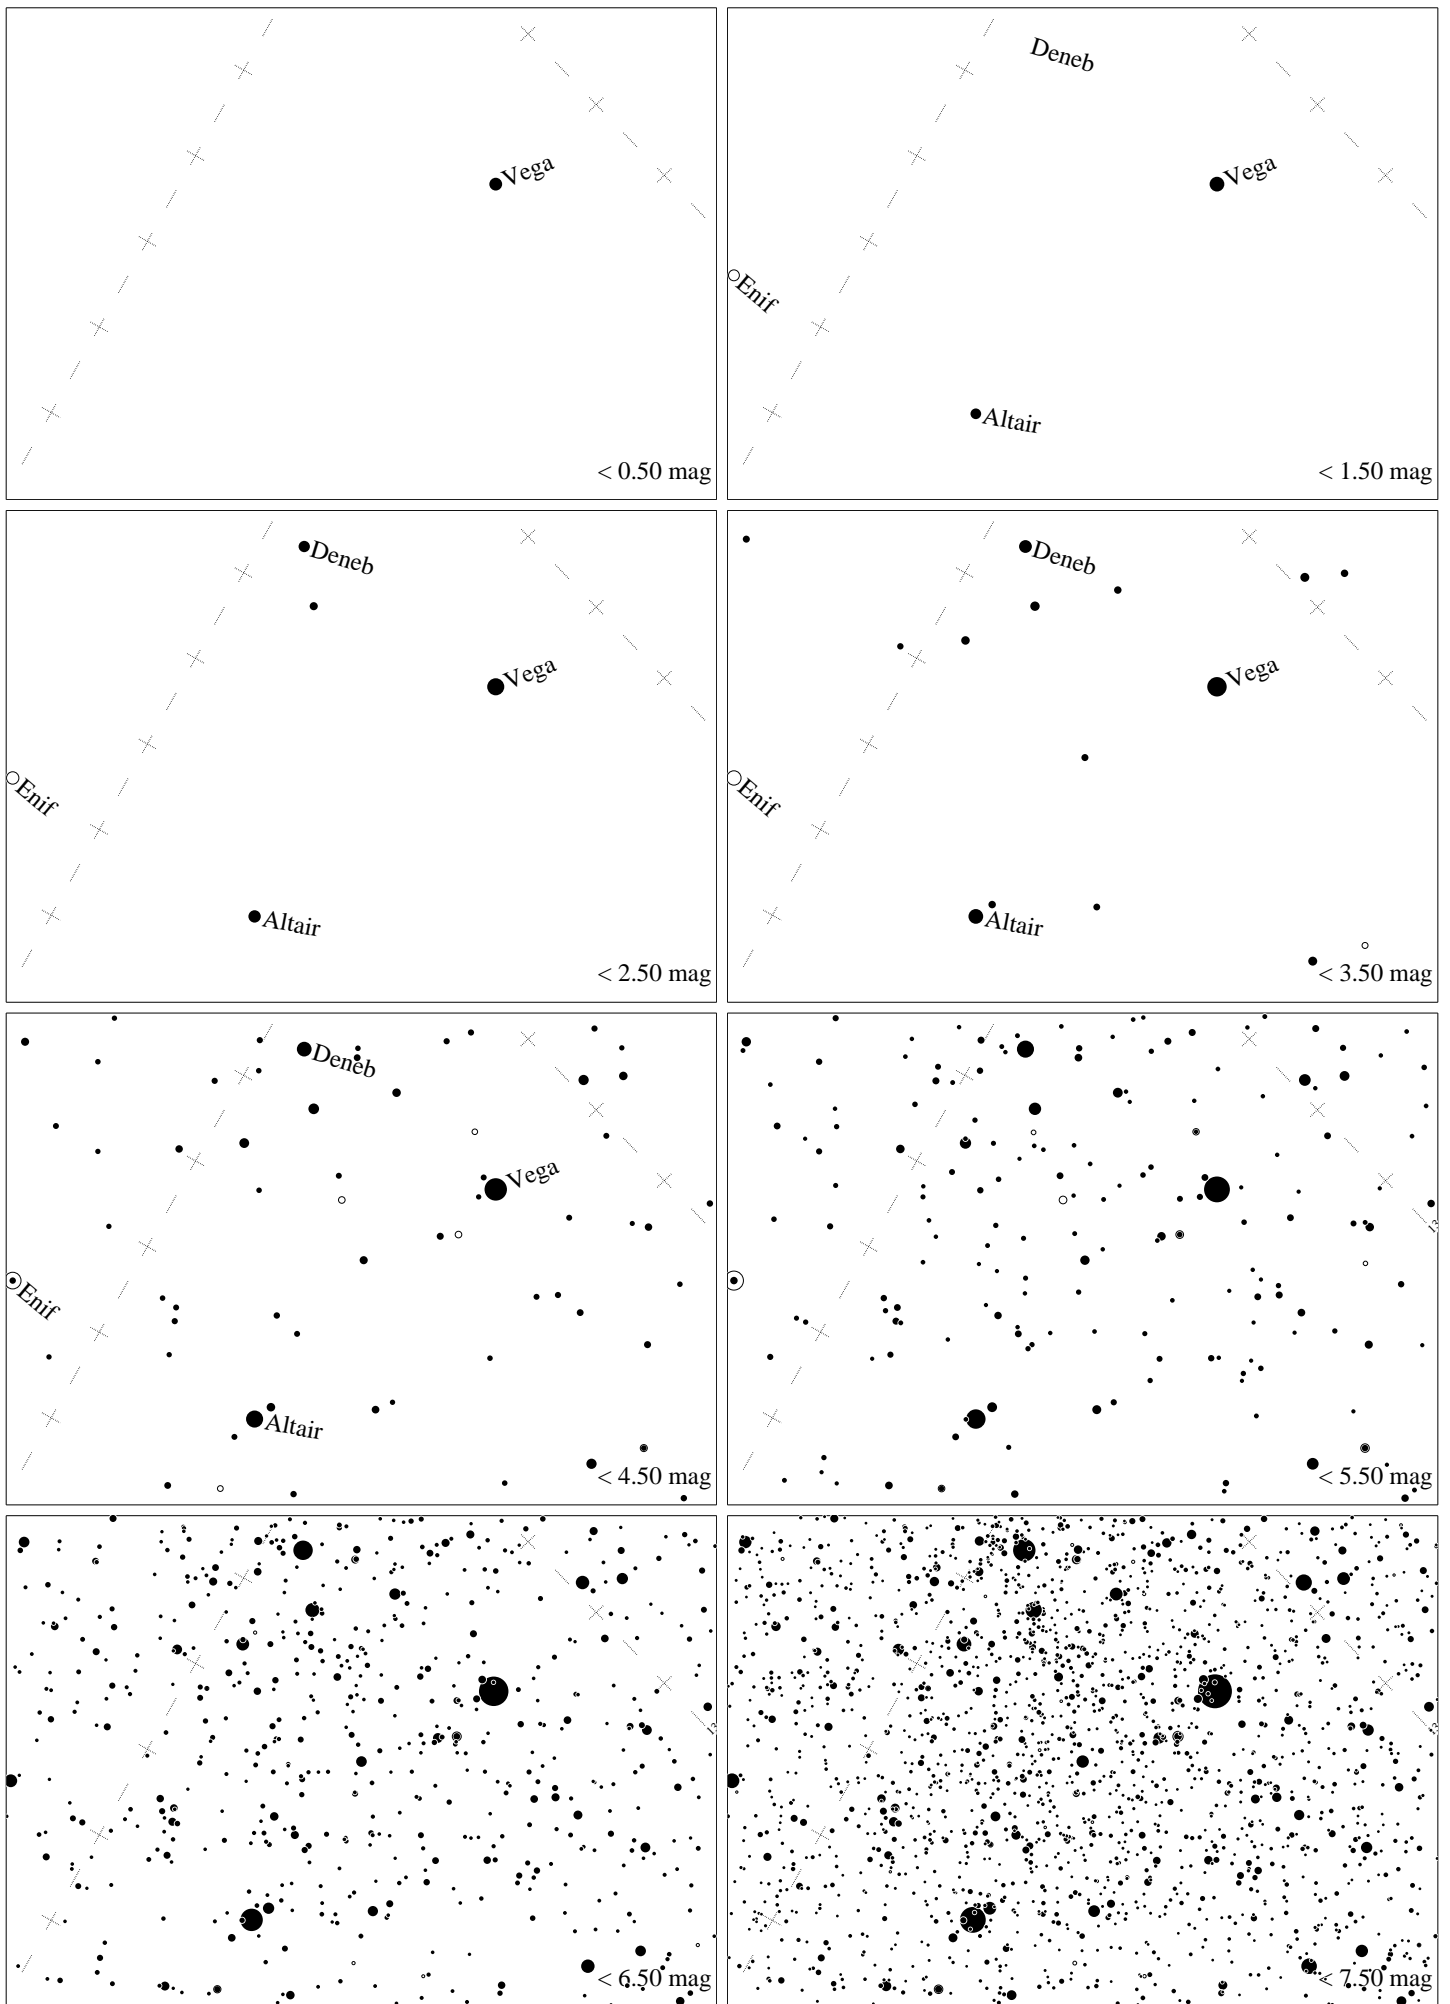 Vega
< 0.50 mag
Deneb
Vega
Enif
Altair
< 1.50 mag
Deneb
Vega
Enif
Altair
< 2.50 mag
Deneb
Vega
Enif
Altair
< 3.50 mag
Deneb
Vega
Enif
Altair
< 4.50 mag
< 5.50 mag
< 6.50 mag
< 7.50 mag